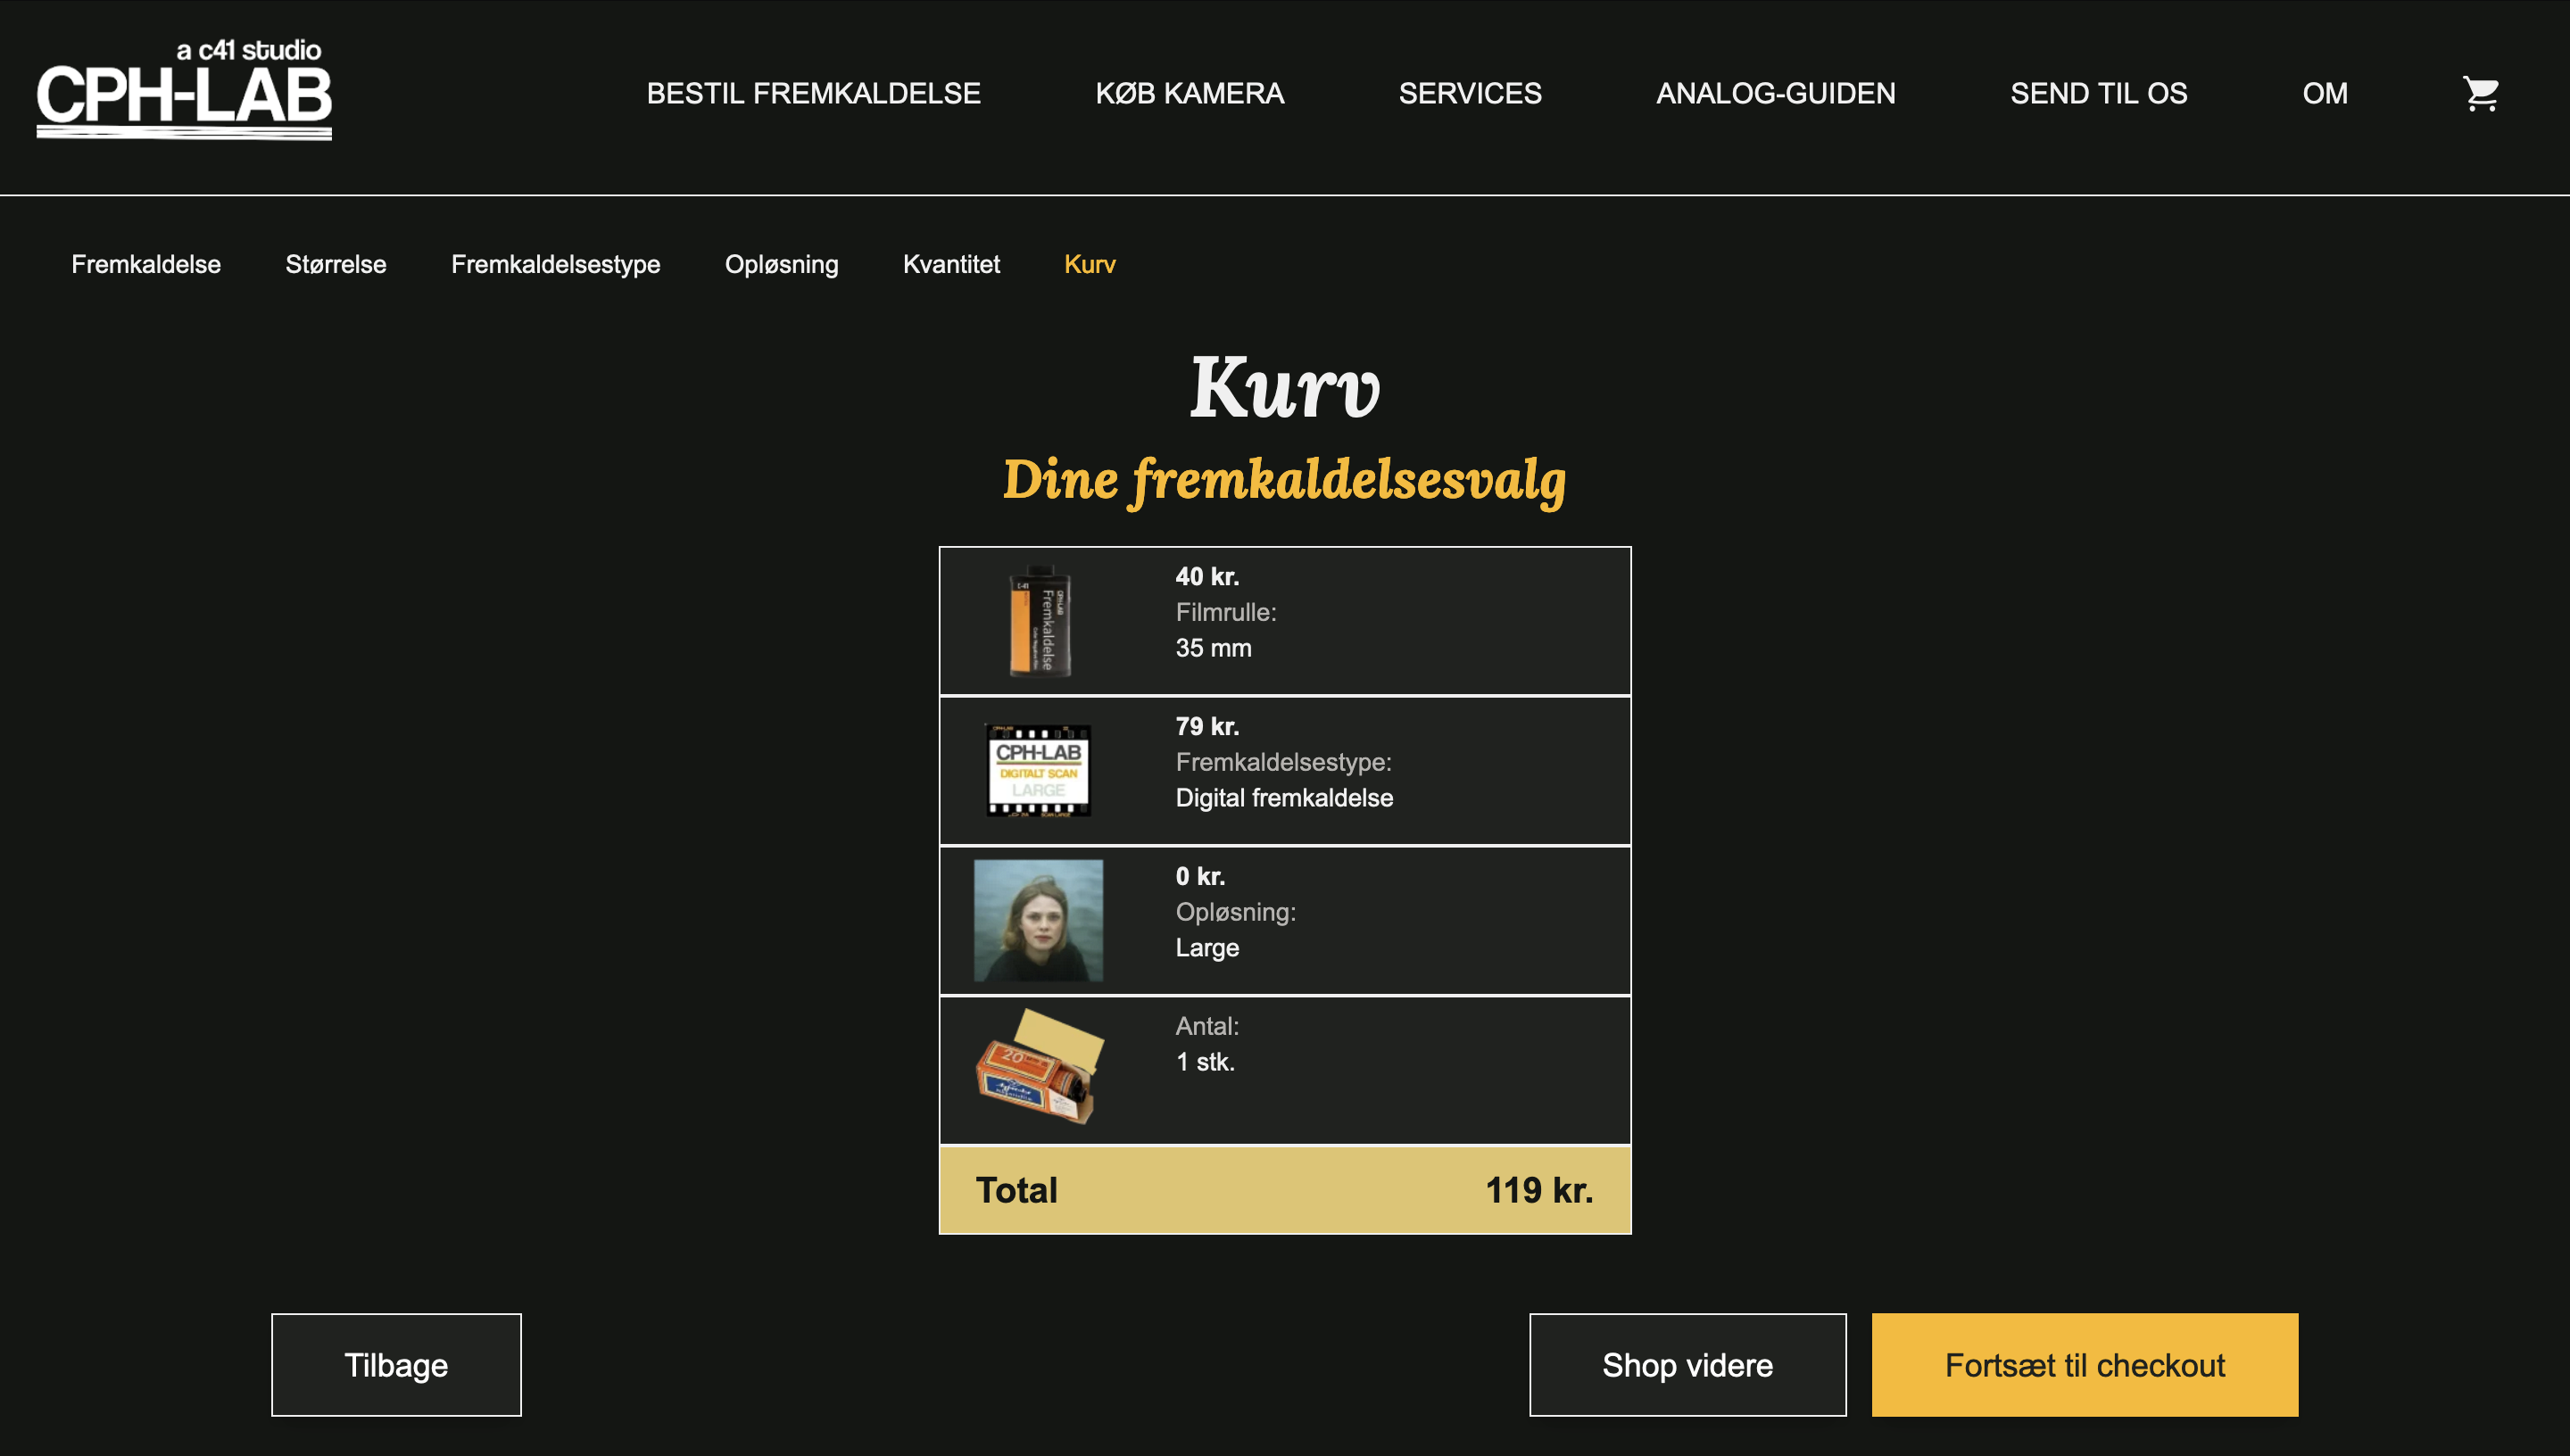 a c41 studio
CPH-LAB
BESTIL FREMKALDELSE
KØB KAMERA
SERVICES
ANALOG-GUIDEN
SEND TIL OS
OM
Fremkaldelse
Størrelse
Fremkaldelsestype
Opløsning
Kvantitet
Kurv
Kurv
Dine fremkaldelsesvalg
CPH-LAB
Fremkaldelse
40 kr.
Filmrulle:
35 mm
CPH-LAB
DIGITALT SCAN
LARGE
79 kr.
Fremkaldelsestype:
Digital fremkaldelse
0 kr.
Opløsning:
Large
20
Antal:
1 stk.
Total
119 kr.
Tilbage
Shop videre
Fortsæt til checkout